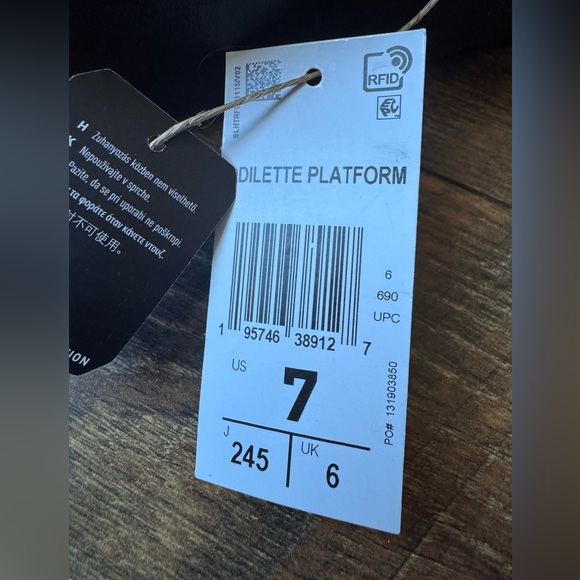 H Zuhanyozás közben nem viselhető.
K Nepoužívajte v sprche.
Pazite, da se pri uporabi ne poškropi.
τα φοράτε όταν κάνετε ντουζ.
时不可使用。
ION
RFID
DILETTE PLATFORM
6
690
UPC
1 95746 38912 7
PO# 131903850
US
7
J
245
UK
6